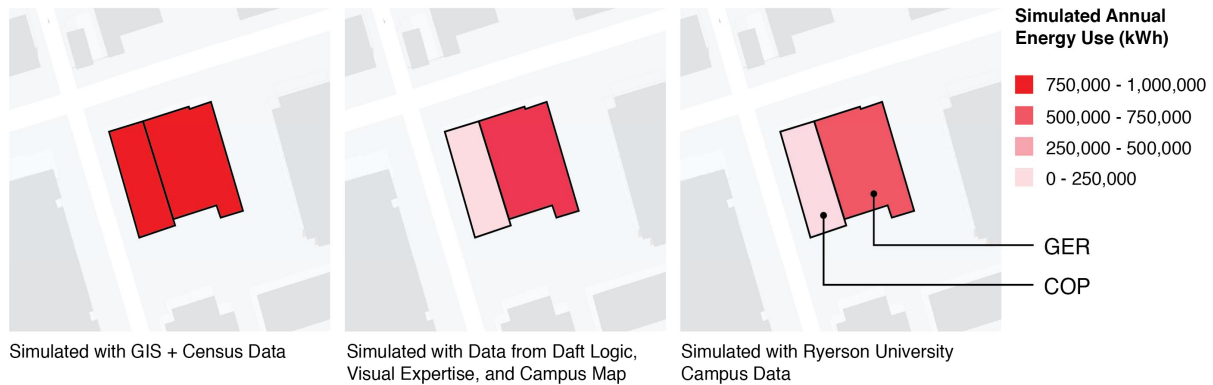 Simulated Annual
Energy Use (kWh)
750,000 - 1,000,000
500,000 - 750,000
250,000 - 500,000
0 - 250,000
GER
COP
Simulated with GIS + Census Data
Simulated with Data from Daft Logic,
Visual Expertise, and Campus Map
Simulated with Ryerson University
Campus Data